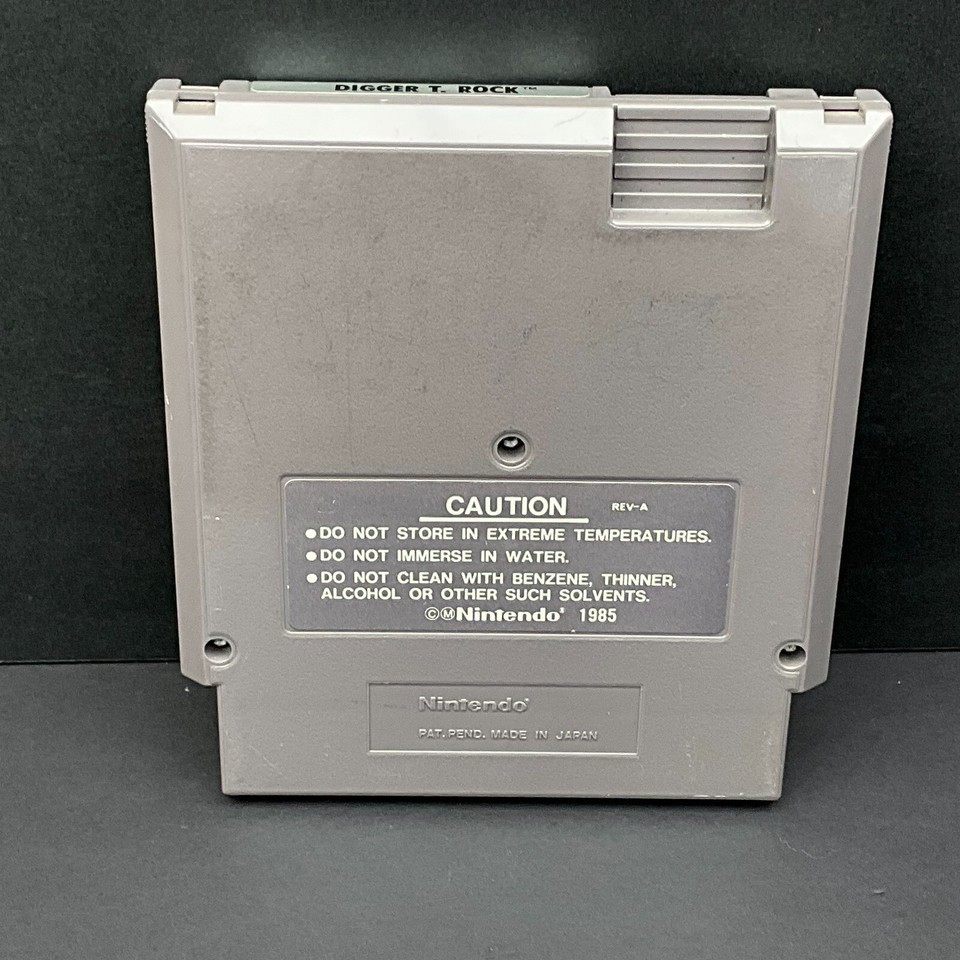 DIGGER T. ROCK™
CAUTION REV-A
●DO NOT STORE IN EXTREME TEMPERATURES.
●DO NOT IMMERSE IN WATER.
●DO NOT CLEAN WITH BENZENE, THINNER,
ALCOHOL OR OTHER SUCH SOLVENTS.
©ⓂNintendo® 1985
Nintendo®
PAT. PEND. MADE IN JAPAN